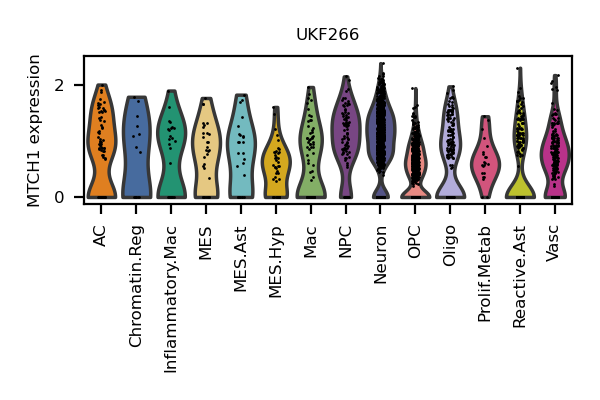 UKF266
MTCH1 expression
2
0
AC
Chromatin.Reg
Inflammatory.Mac
MES
MES.Ast
MES.Hyp
Mac
NPC
Neuron
OPC
Oligo
Prolif.Metab
Reactive.Ast
Vasc